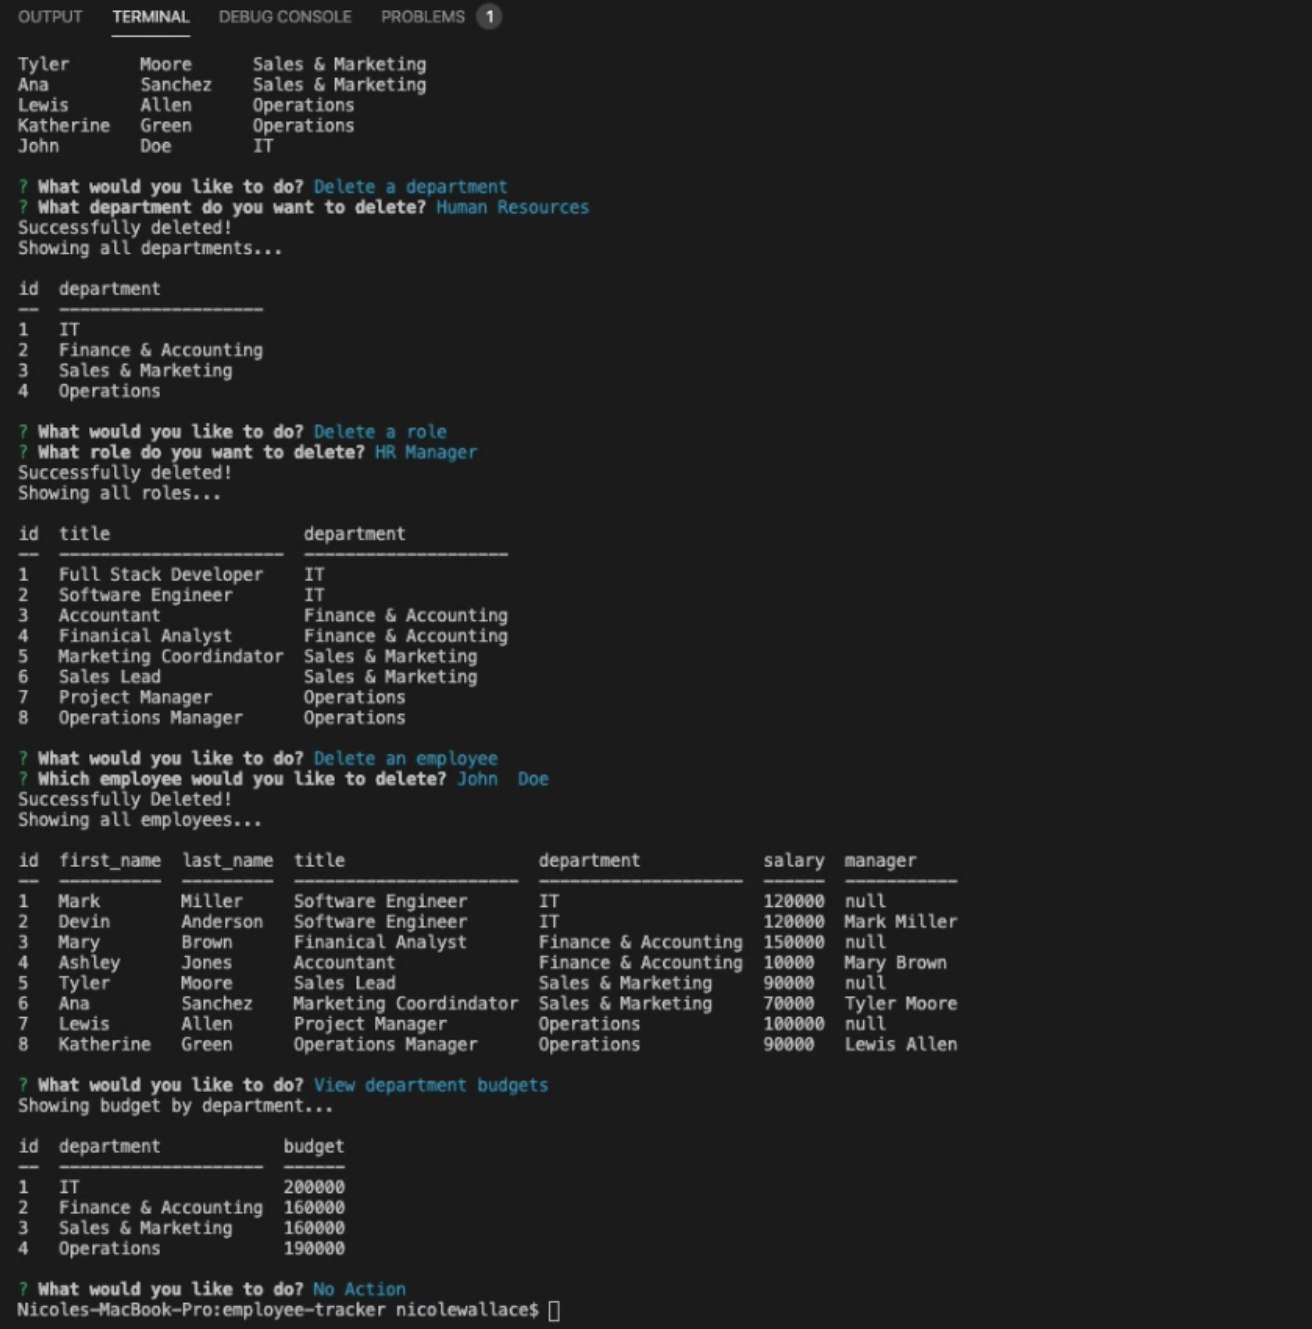 OUTPUT TERMINAL DEBUG CONSOLE PROBLEMS 1
Tyler Moore Sales & Marketing
Ana Sanchez Sales & Marketing
Lewis Allen Operations
Katherine Green Operations
John Doe IT
? What would you like to do? Delete a department
? What department do you want to delete? Human Resources
Successfully deleted!
Showing all departments...
id department
-- --------------------
1 IT
2 Finance & Accounting
3 Sales & Marketing
4 Operations
? What would you like to do? Delete a role
? What role do you want to delete? HR Manager
Successfully deleted!
Showing all roles...
id title department
-- ---------------------- --------------------
1 Full Stack Developer IT
2 Software Engineer IT
3 Accountant Finance & Accounting
4 Finanical Analyst Finance & Accounting
5 Marketing Coordindator Sales & Marketing
6 Sales Lead Sales & Marketing
7 Project Manager Operations
8 Operations Manager Operations
? What would you like to do? Delete an employee
? Which employee would you like to delete? John  Doe
Successfully Deleted!
Showing all employees...
id first_name last_name title department salary manager
-- ---------- --------- ---------------------- -------------------- ------ -----------
1 Mark Miller Software Engineer IT 120000 null
2 Devin Anderson Software Engineer IT 120000 Mark Miller
3 Mary Brown Finanical Analyst Finance & Accounting 150000 null
4 Ashley Jones Accountant Finance & Accounting 10000 Mary Brown
5 Tyler Moore Sales Lead Sales & Marketing 90000 null
6 Ana Sanchez Marketing Coordindator Sales & Marketing 70000 Tyler Moore
7 Lewis Allen Project Manager Operations 100000 null
8 Katherine Green Operations Manager Operations 90000 Lewis Allen
? What would you like to do? View department budgets
Showing budget by department...
id department budget
-- -------------------- ------
1 IT 200000
2 Finance & Accounting 160000
3 Sales & Marketing 160000
4 Operations 190000
? What would you like to do? No Action
Nicoles-MacBook-Pro:employee-tracker nicolewallace$